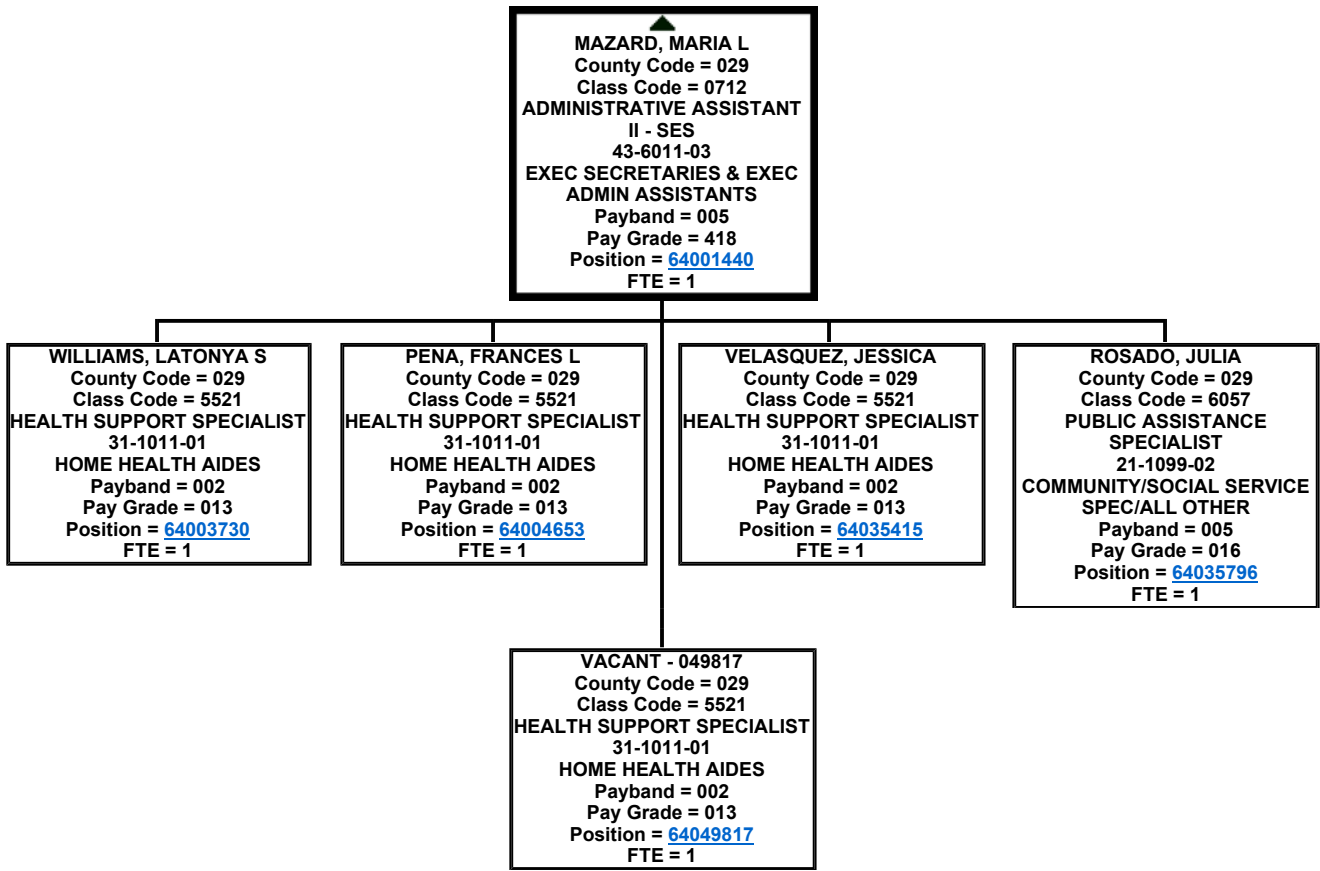 MAZARD, MARIA L
County Code = 029
Class Code = 0712
ADMINISTRATIVE ASSISTANT
II - SES
43-6011-03
EXEC SECRETARIES & EXEC
ADMIN ASSISTANTS
Payband = 005
Pay Grade = 418
Position = 64001440
FTE = 1
WILLIAMS, LATONYA S
County Code = 029
Class Code = 5521
HEALTH SUPPORT SPECIALIST
31-1011-01
HOME HEALTH AIDES
Payband = 002
Pay Grade = 013
Position = 64003730
FTE = 1
PENA, FRANCES L
County Code = 029
Class Code = 5521
HEALTH SUPPORT SPECIALIST
31-1011-01
HOME HEALTH AIDES
Payband = 002
Pay Grade = 013
Position = 64004653
FTE = 1
VELASQUEZ, JESSICA
County Code = 029
Class Code = 5521
HEALTH SUPPORT SPECIALIST
31-1011-01
HOME HEALTH AIDES
Payband = 002
Pay Grade = 013
Position = 64035415
FTE = 1
ROSADO, JULIA
County Code = 029
Class Code = 6057
PUBLIC ASSISTANCE
SPECIALIST
21-1099-02
COMMUNITY/SOCIAL SERVICE
SPEC/ALL OTHER
Payband = 005
Pay Grade = 016
Position = 64035796
FTE = 1
VACANT - 049817
County Code = 029
Class Code = 5521
HEALTH SUPPORT SPECIALIST
31-1011-01
HOME HEALTH AIDES
Payband = 002
Pay Grade = 013
Position = 64049817
FTE = 1